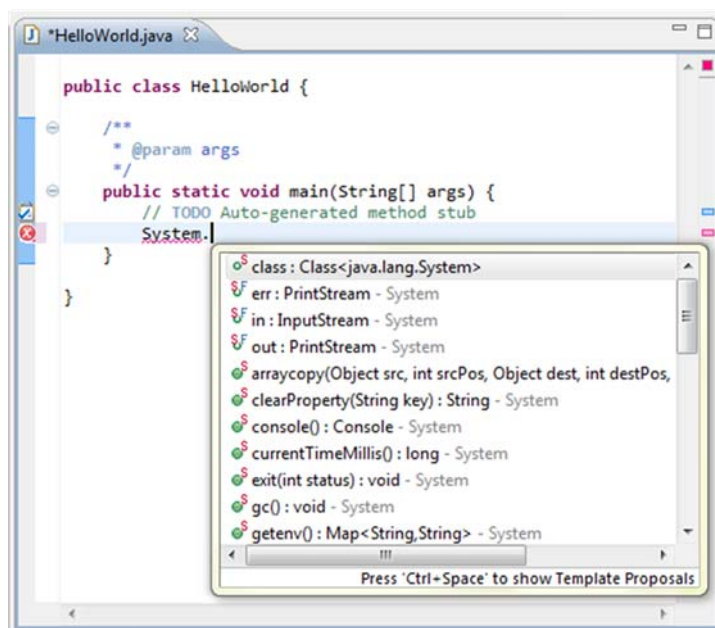 *HelloWorld.java
public class HelloWorld {
/**
* @param args
*/
public static void main(String[] args) {
// TODO Auto-generated method stub
System.
}
}
class : Class<java.lang.System>
err : PrintStream - System
in : InputStream - System
out : PrintStream - System
arraycopy(Object src, int srcPos, Object dest, int destPos,
clearProperty(String key) : String - System
console() : Console - System
currentTimeMillis() : long - System
exit(int status) : void - System
gc() : void - System
getenv() : Map<String,String> - System
Press 'Ctrl+Space' to show Template Proposals